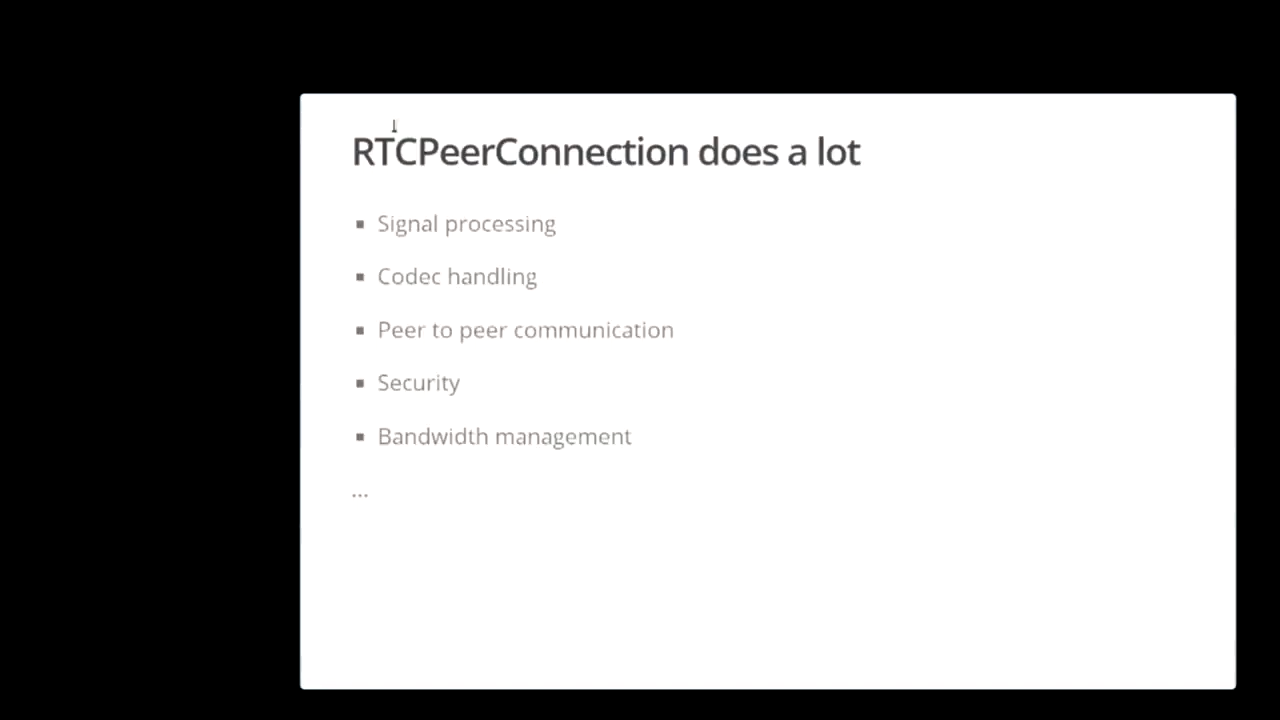 RTCPeerConnection does a lot
▪ Signal processing
▪ Codec handling
▪ Peer to peer communication
▪ Security
▪ Bandwidth management
...